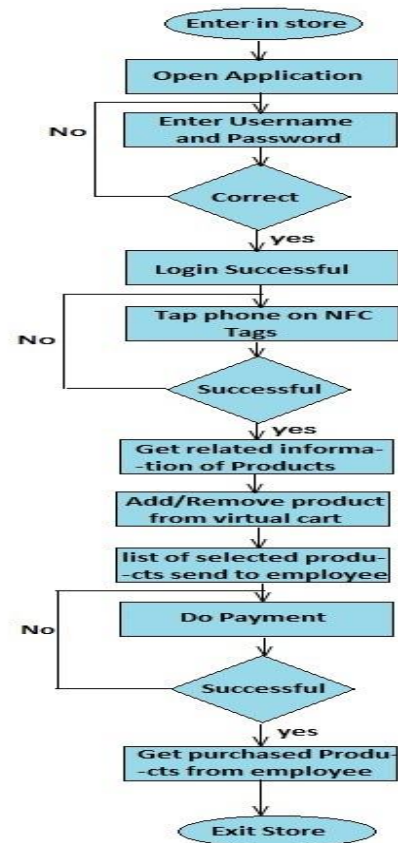 Enter in store
Open Application
Enter Username
and Password
No
Correct
yes
Login Successful
Tap phone on NFC
Tags
No
Successful
yes
Get related informa-
-tion of Products
Add/Remove product
from virtual cart
list of selected produ-
-cts send to employee
Do Payment
No
Successful
yes
Get purchased Produ-
-cts from employee
Exit Store